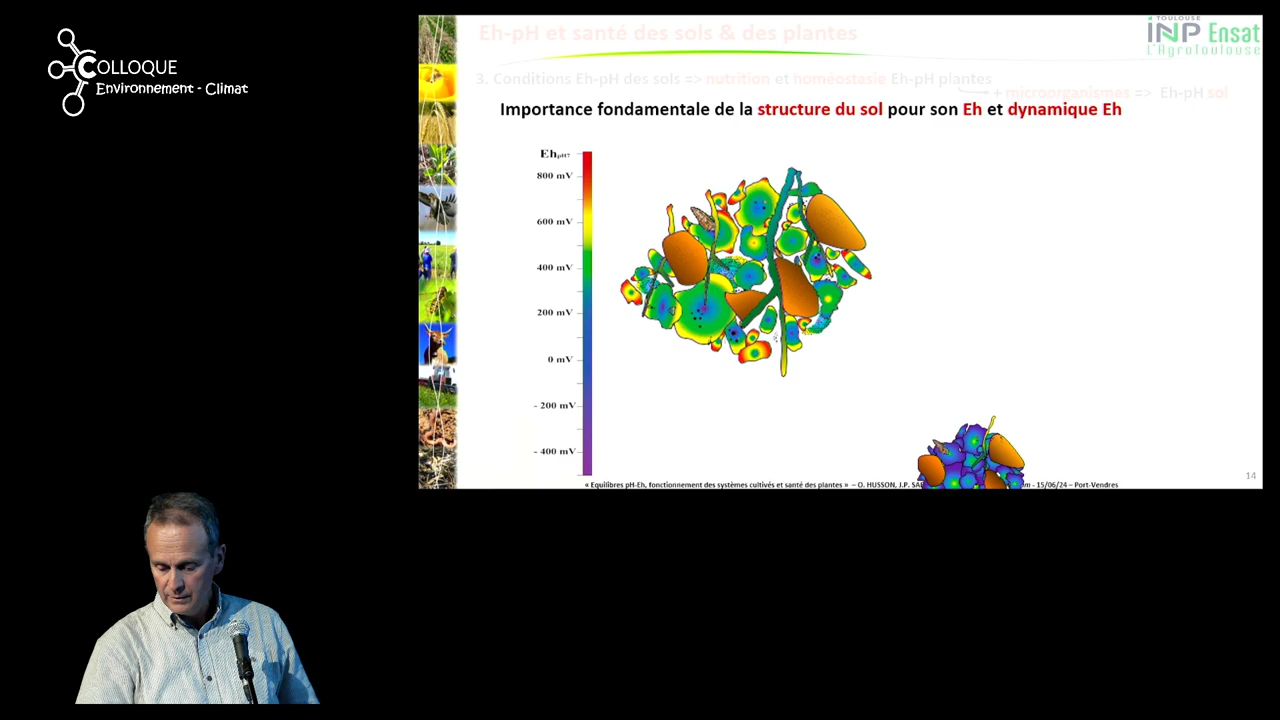 COLLOQUE
Environnement - Climat
Eh-pH et santé des sols & des plantes
TOULOUSE
INP Ensat
L'AgroToulouse
3. Conditions Eh-pH des sols => nutrition et homéostasie Eh-pH plantes
+ microorganismes => Eh-pH sol
Importance fondamentale de la structure du sol pour son Eh et dynamique Eh
EhpH7
800 mV
600 mV
400 mV
200 mV
0 mV
- 200 mV
- 400 mV
14
« Equilibres pH-Eh, fonctionnement des systèmes cultivés et santé des plantes » – O. HUSSON, J.P. - 15/06/24 – Port-Vendres